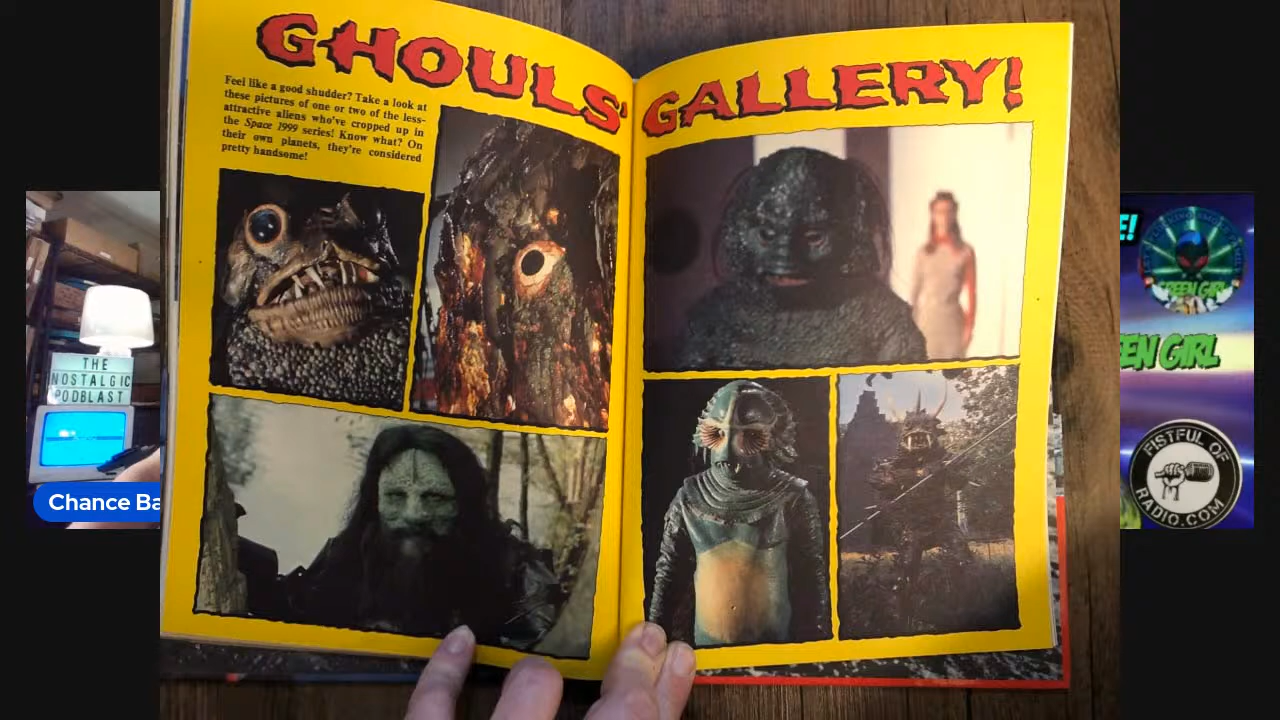 GHOULS' GALLERY!
Feel like a good shudder? Take a look at
these pictures of one or two of the less-
attractive aliens who've cropped up in
the Space 1999 series! Know what? On
their own planets, they're considered
pretty handsome!
THE
NOSTALGIC
PODBLAST
Chance Ba
E!
GREEN GIRL
EEN GIRL
FISTFUL OF
RADIO.COM